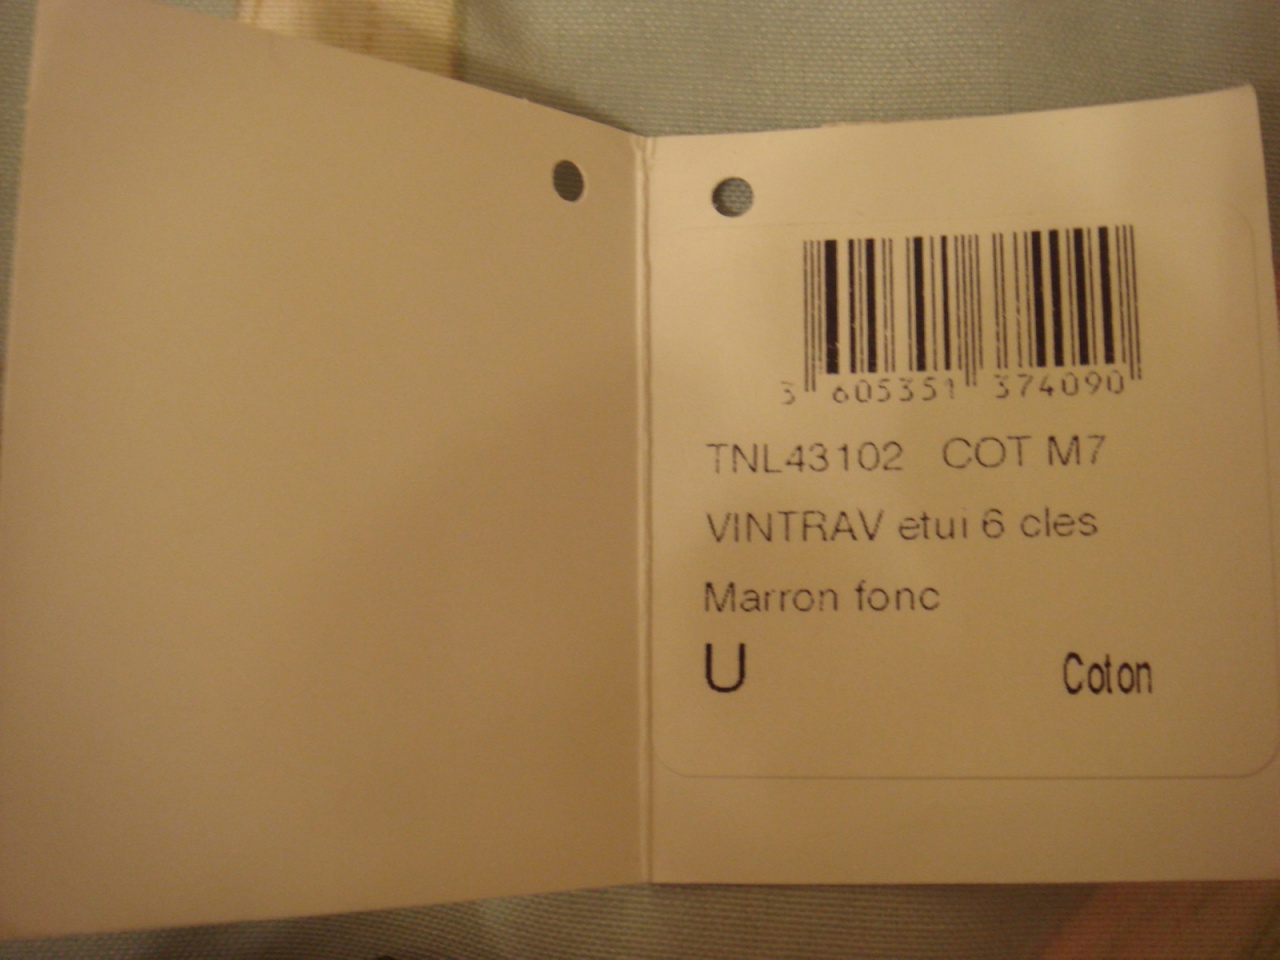 3 605351 374090
TNL43102 COT M7
VINTRAV etui 6 cles
Marron fonc
U Coton